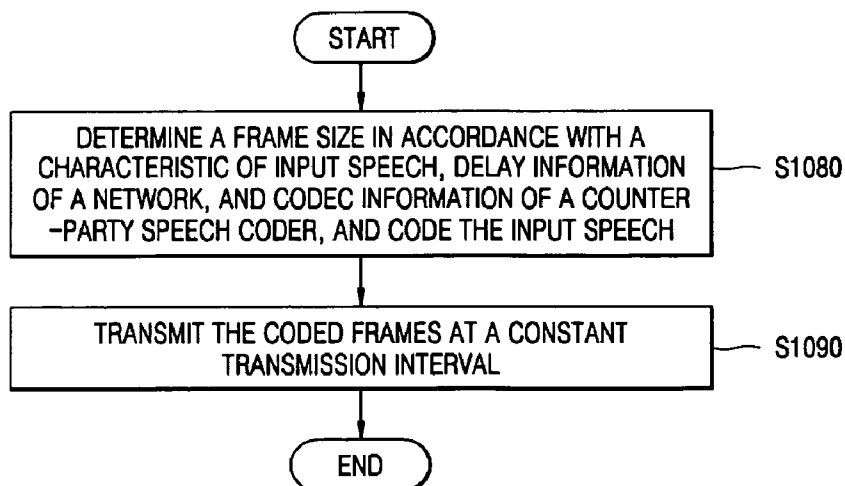 START
DETERMINE A FRAME SIZE IN ACCORDANCE WITH A
CHARACTERISTIC OF INPUT SPEECH, DELAY INFORMATION
OF A NETWORK, AND CODEC INFORMATION OF A COUNTER
-PARTY SPEECH CODER, AND CODE THE INPUT SPEECH
S1080
TRANSMIT THE CODED FRAMES AT A CONSTANT
TRANSMISSION INTERVAL
S1090
END